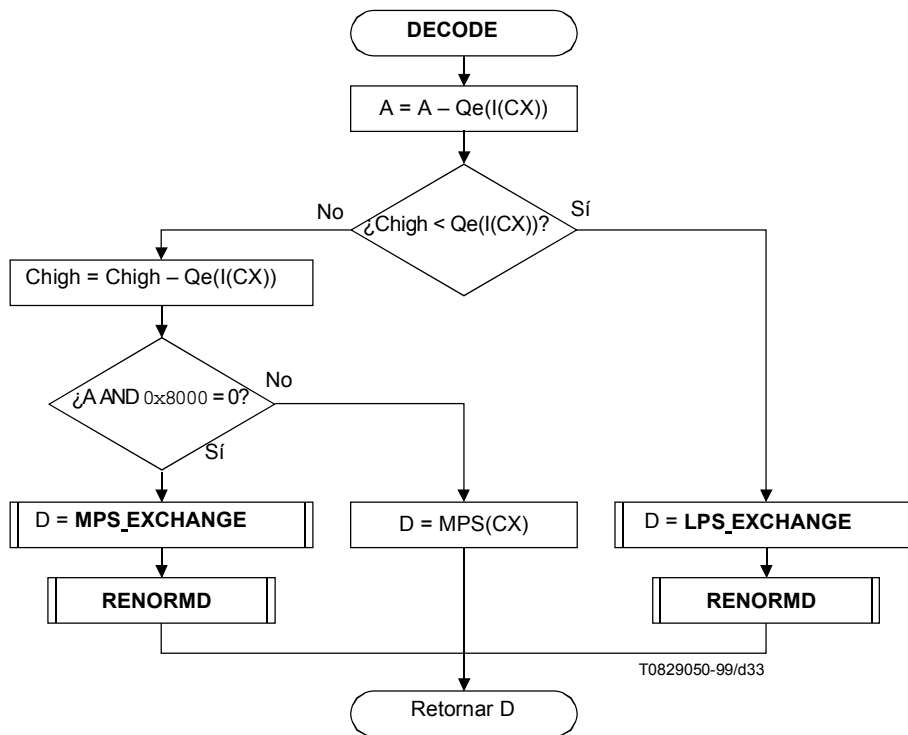 DECODE
A = A – Qe(I(CX))
¿Chigh < Qe(I(CX))?
No
Sí
Chigh = Chigh – Qe(I(CX))
¿A AND 0x8000 = 0?
No
Sí
D = MPS_EXCHANGE
D = MPS(CX)
D = LPS_EXCHANGE
RENORMD
RENORMD
T0829050-99/d33
Retornar D